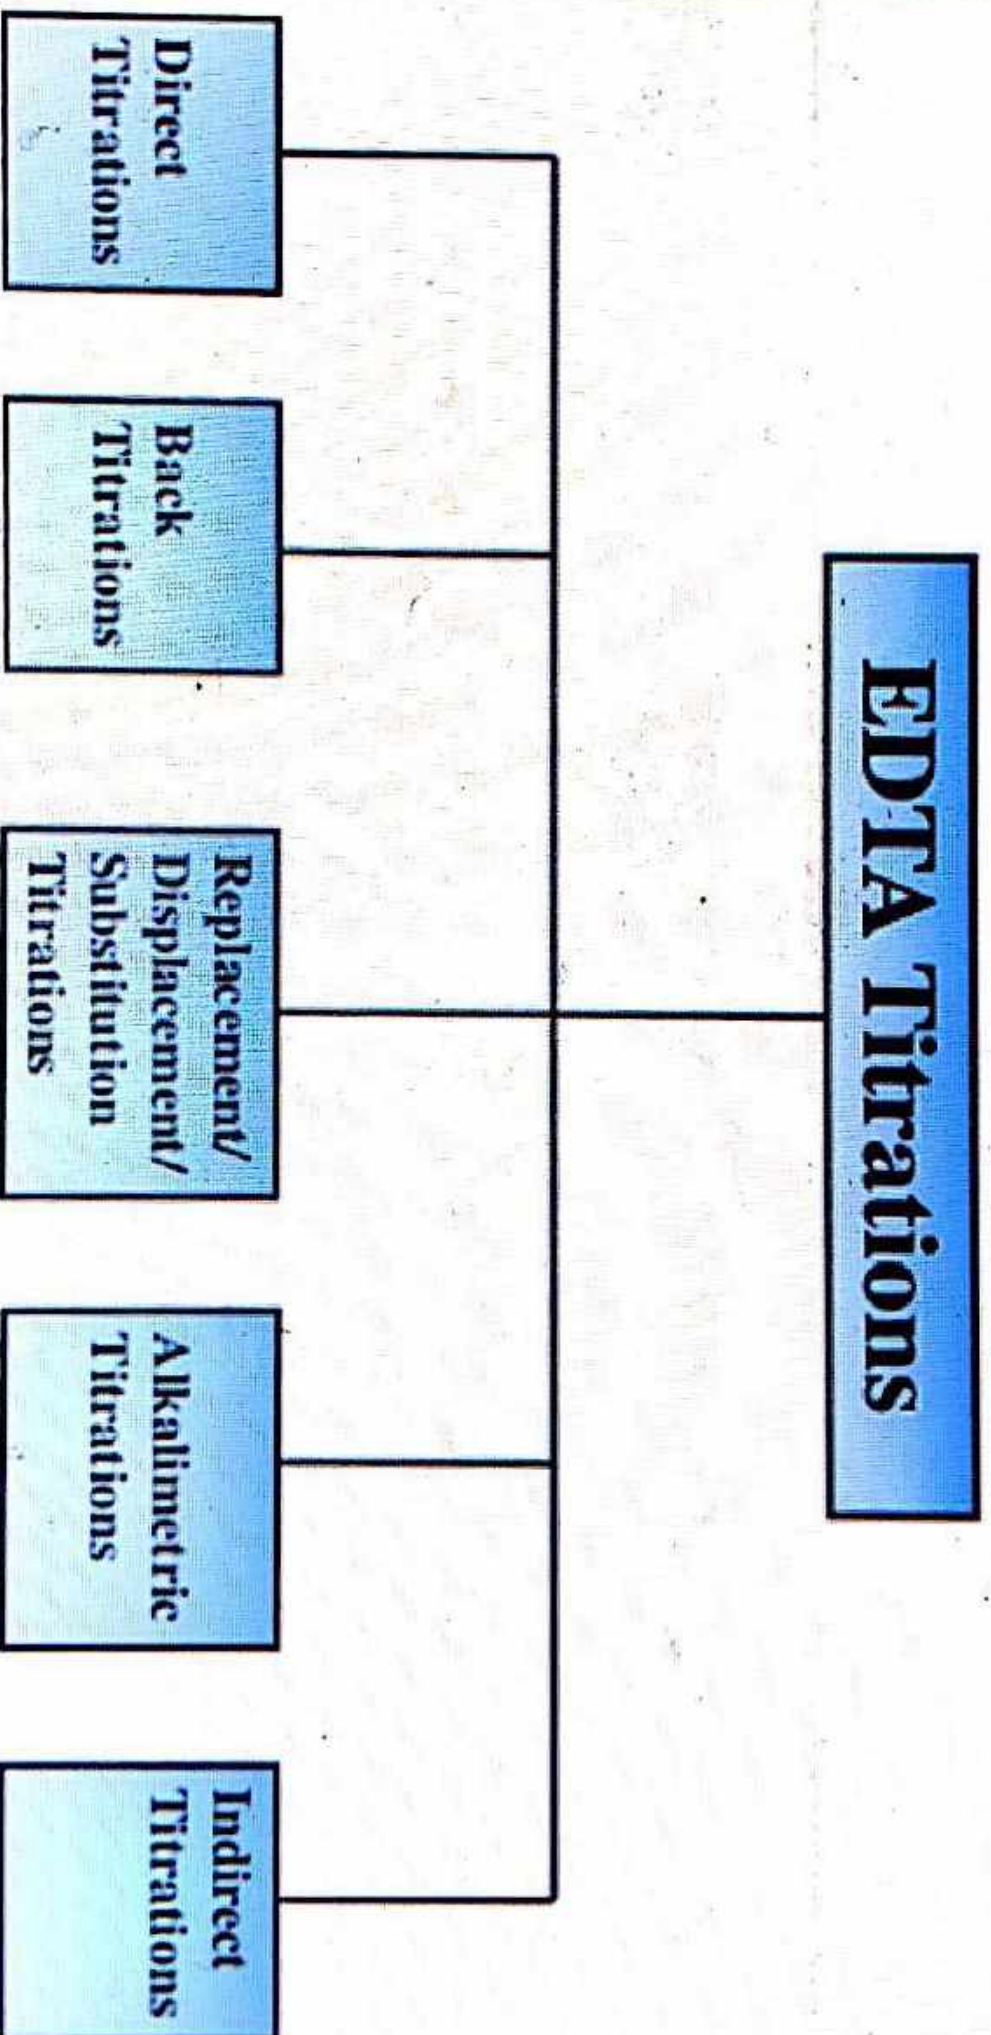 EDTA Titrations
Direct
Titrations
Back
Titrations
Replacement/
Displacement/
Substitution
Titrations
Alkalimetric
Titrations
Indirect
Titrations